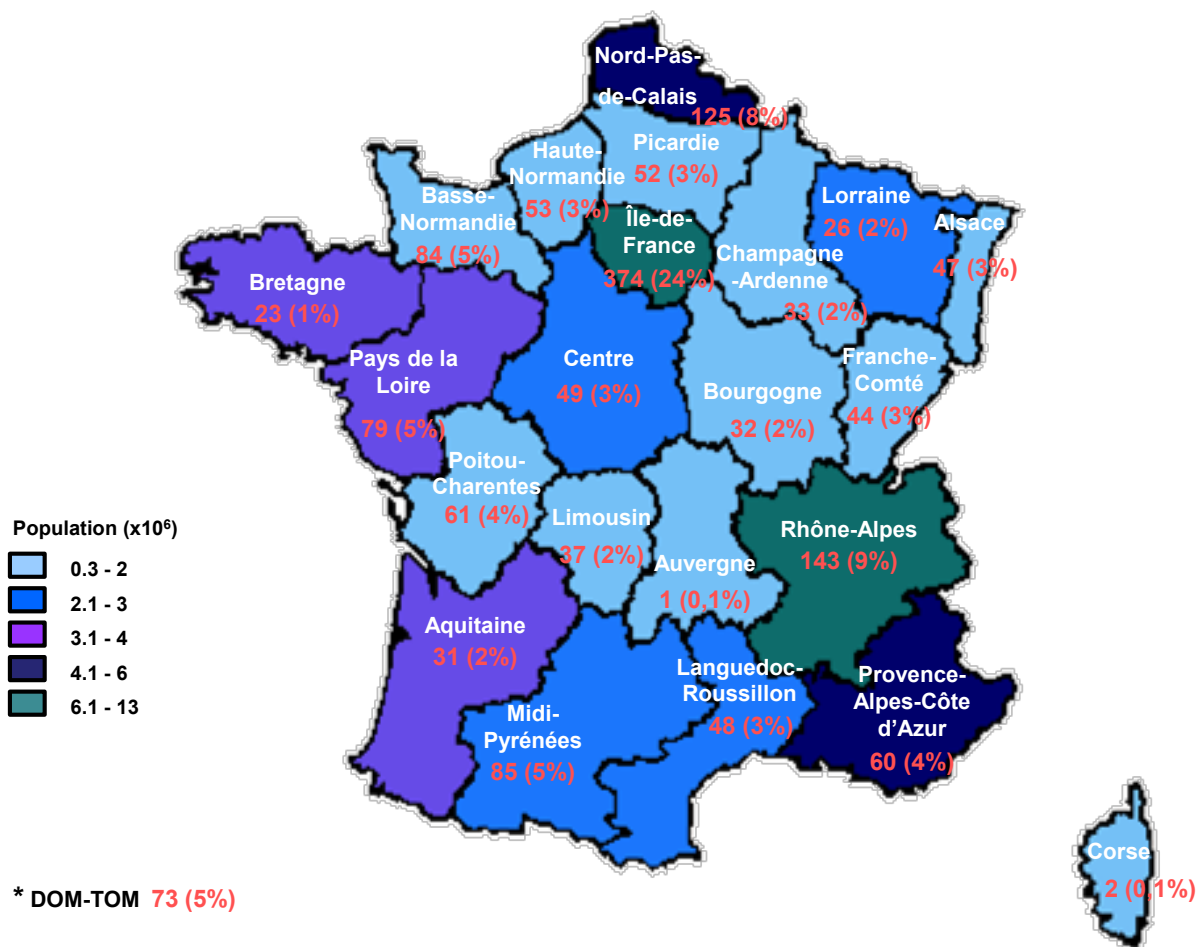 Nord-Pas-
de-Calais
125 (8%)
Picardie
52 (3%)
Haute-
Normandie
53 (3%)
Basse-
Normandie
84 (5%)
Île-de-
France
374 (24%)
Champagne
-Ardenne
33 (2%)
Lorraine
26 (2%)
Alsace
47 (3%)
Bretagne
23 (1%)
Pays de la
Loire
79 (5%)
Centre
49 (3%)
Bourgogne
32 (2%)
Franche-
Comté
44 (3%)
Poitou-
Charentes
61 (4%)
Limousin
37 (2%)
Auvergne
1 (0,1%)
Rhône-Alpes
143 (9%)
Aquitaine
31 (2%)
Midi-
Pyrénées
85 (5%)
Languedoc-
Roussillon
48 (3%)
Provence-
Alpes-Côte
d'Azur
60 (4%)
Corse
2 (0,1%)
Population (x10⁶)
0.3 - 2
2.1 - 3
3.1 - 4
4.1 - 6
6.1 - 13
* DOM-TOM 73 (5%)